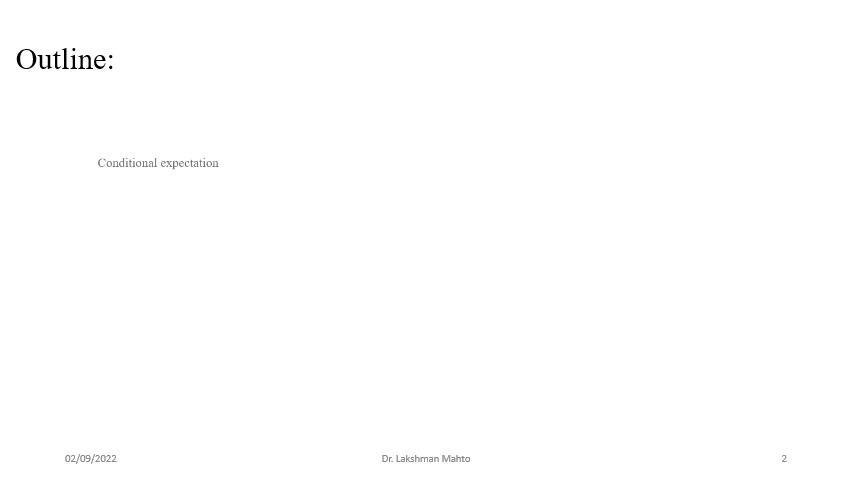 Outline:
Conditional expectation
02/09/2022
Dr. Lakshman Mahto
2